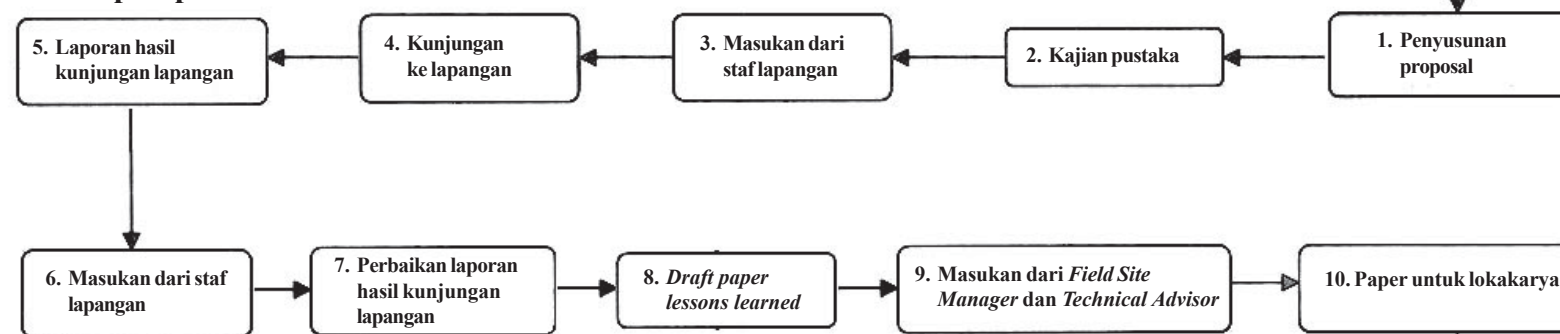 1. Penyusunan
proposal
2. Kajian pustaka
3. Masukan dari
staf lapangan
4. Kunjungan
ke lapangan
5. Laporan hasil
kunjungan lapangan
6. Masukan dari staf
lapangan
7. Perbaikan laporan
hasil kunjungan
lapangan
8. Draft paper
lessons learned
9. Masukan dari Field Site
Manager dan Technical Advisor
10. Paper untuk lokakarya